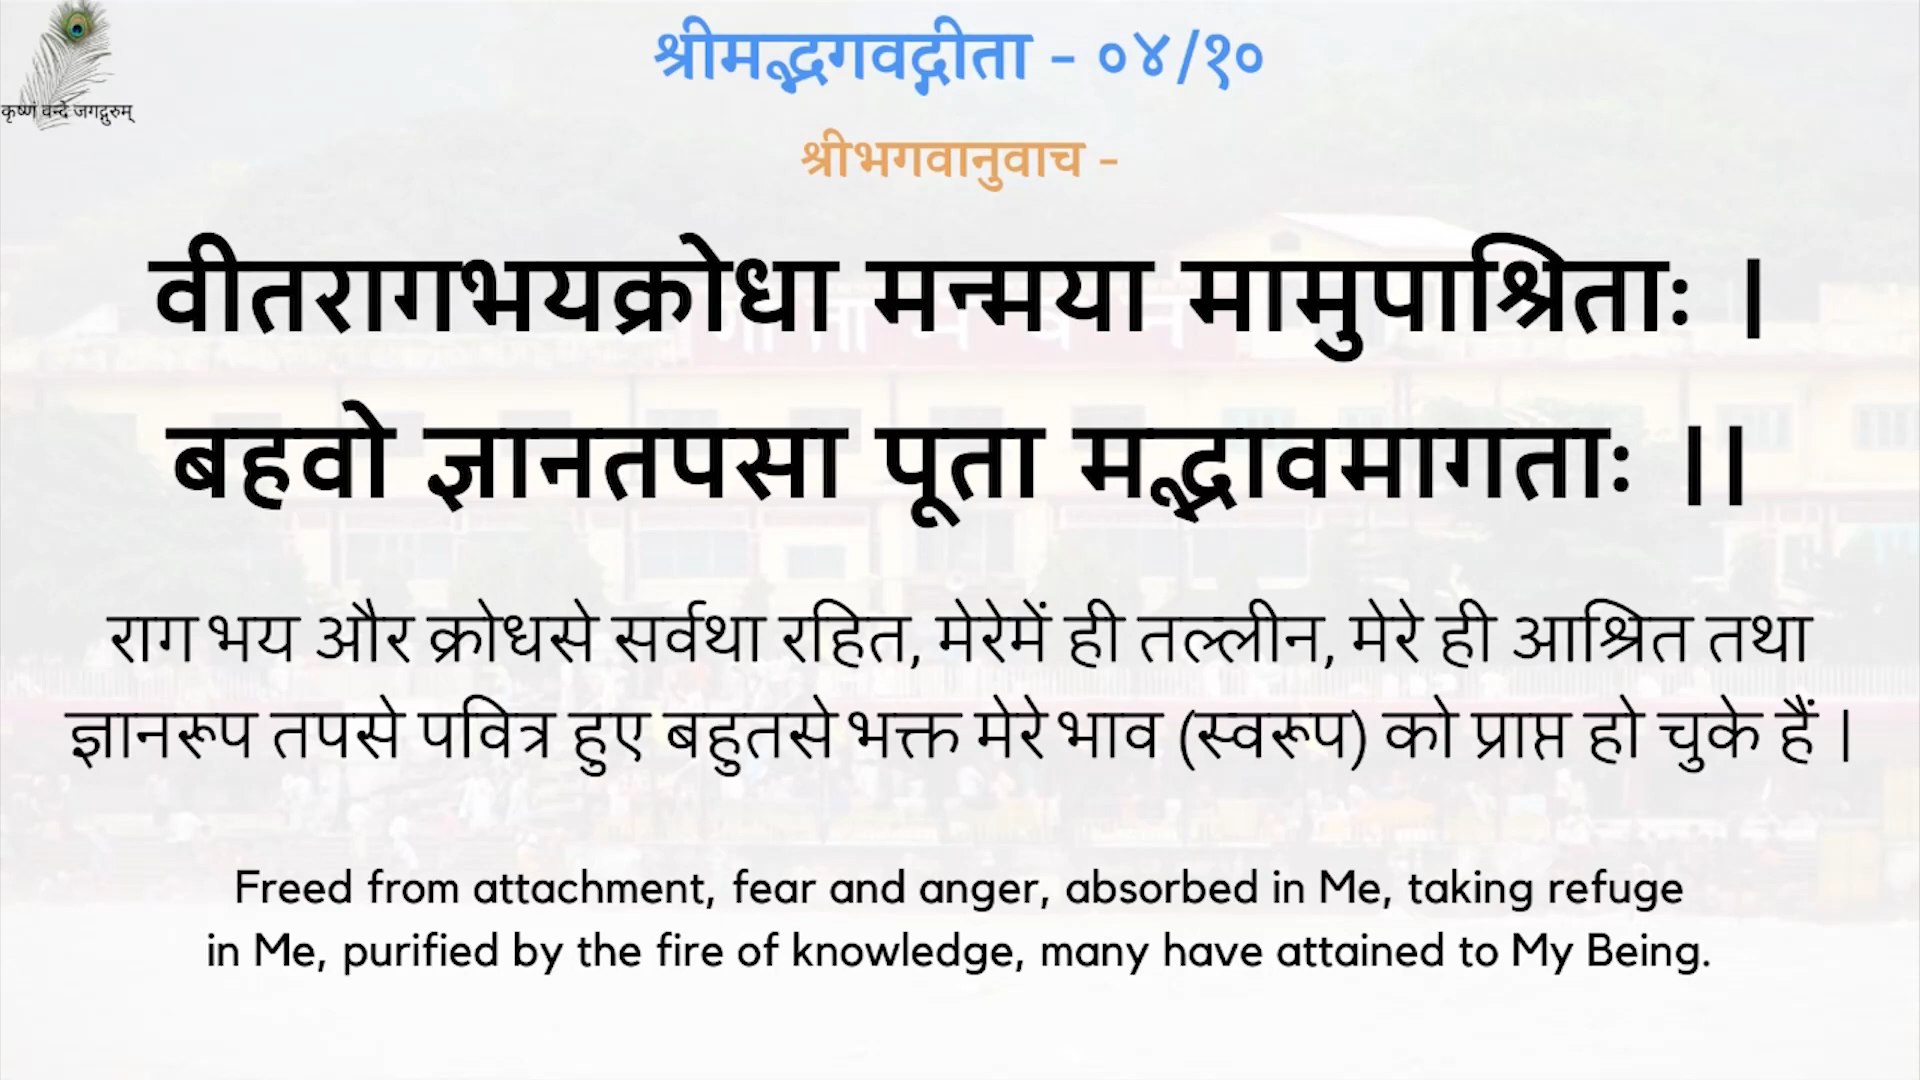 श्रीमद्भगवद्गीता - ०४/१०
कृष्णं वन्दे जगद्गुरुम्
श्रीभगवानुवाच -
वीतरागभयक्रोधा मन्मया मामुपाश्रिताः ।
बहवो ज्ञानतपसा पूता मद्भावमागताः ।।
राग भय और क्रोधसे सर्वथा रहित, मेरेमें ही तल्लीन, मेरे ही आश्रित तथा
ज्ञानरूप तपसे पवित्र हुए बहुतसे भक्त मेरे भाव (स्वरूप) को प्राप्त हो चुके हैं ।
Freed from attachment, fear and anger, absorbed in Me, taking refuge
in Me, purified by the fire of knowledge, many have attained to My Being.